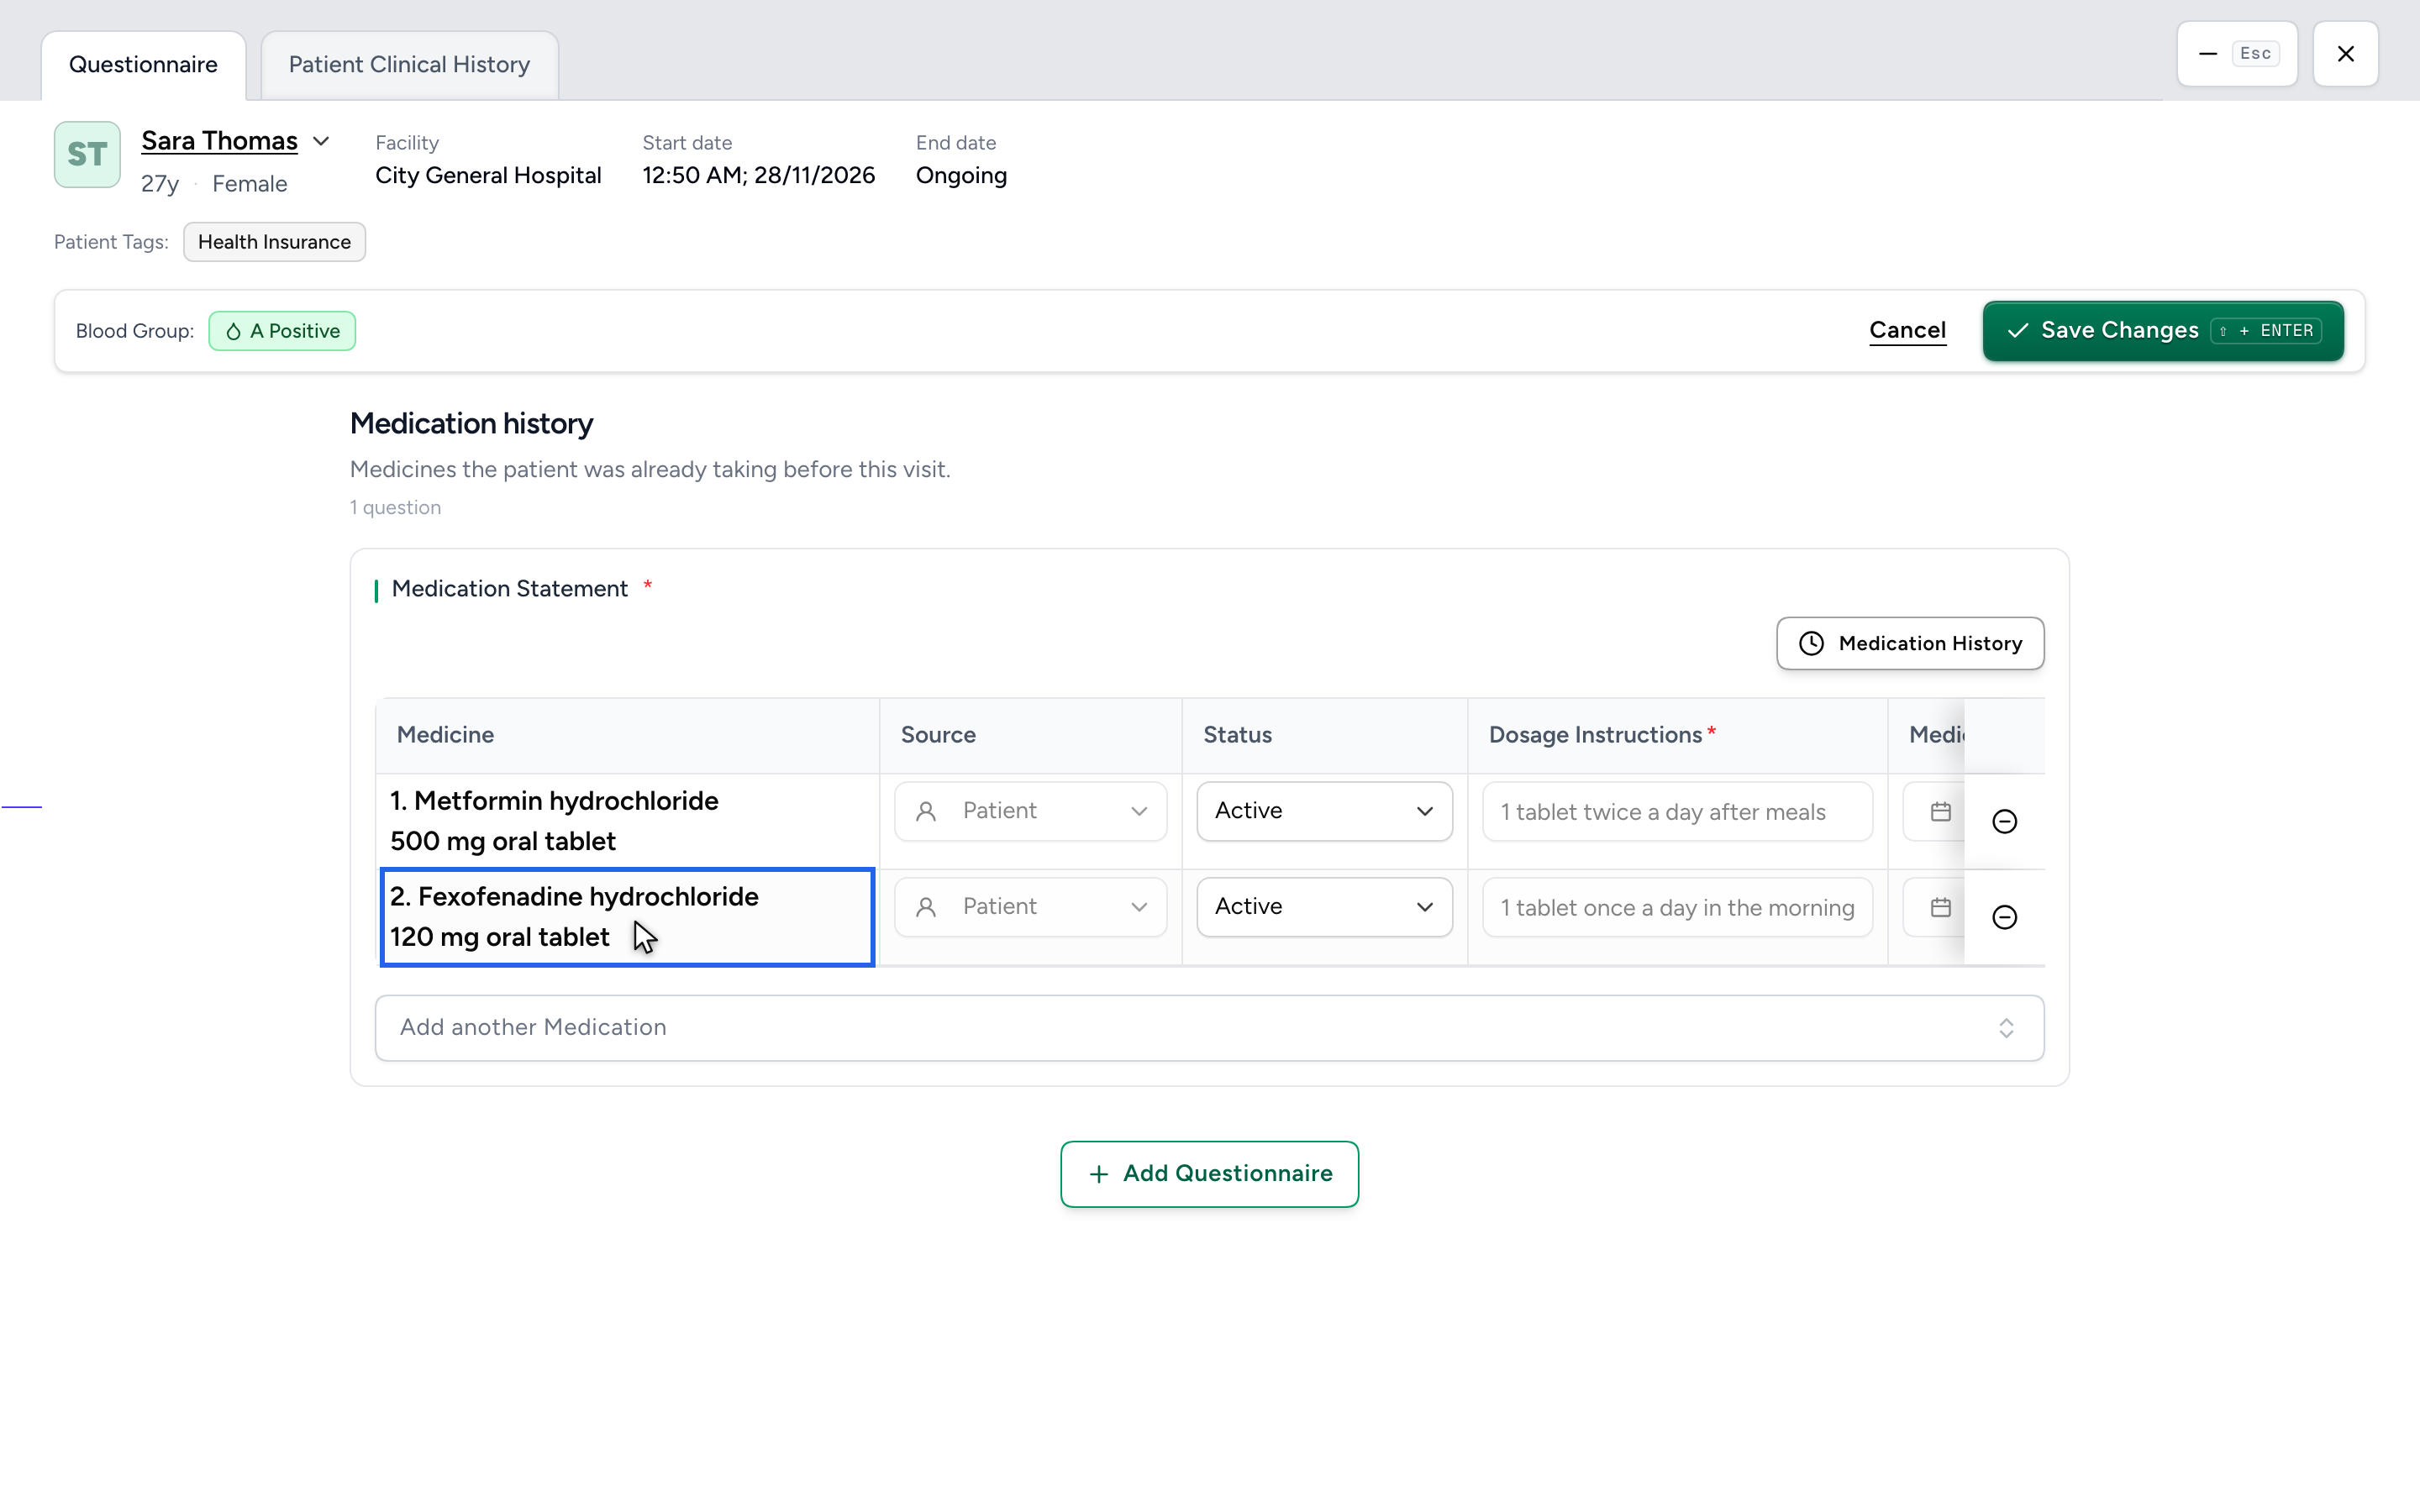 Questionnaire
Patient Clinical History
Esc
ST
Sara Thomas
27y · Female
Facility
City General Hospital
Start date
12:50 AM; 28/11/2026
End date
Ongoing
Patient Tags:
Health Insurance
Blood Group:
A Positive
Cancel
Save Changes ⇧ + ENTER
Medication history
Medicines the patient was already taking before this visit.
1 question
Medication Statement *
Medication History
Medicine
Source
Status
Dosage Instructions *
1. Metformin hydrochloride
500 mg oral tablet
Patient
Active
1 tablet twice a day after meals
2. Fexofenadine hydrochloride
120 mg oral tablet
Patient
Active
1 tablet once a day in the morning
Add another Medication
+ Add Questionnaire